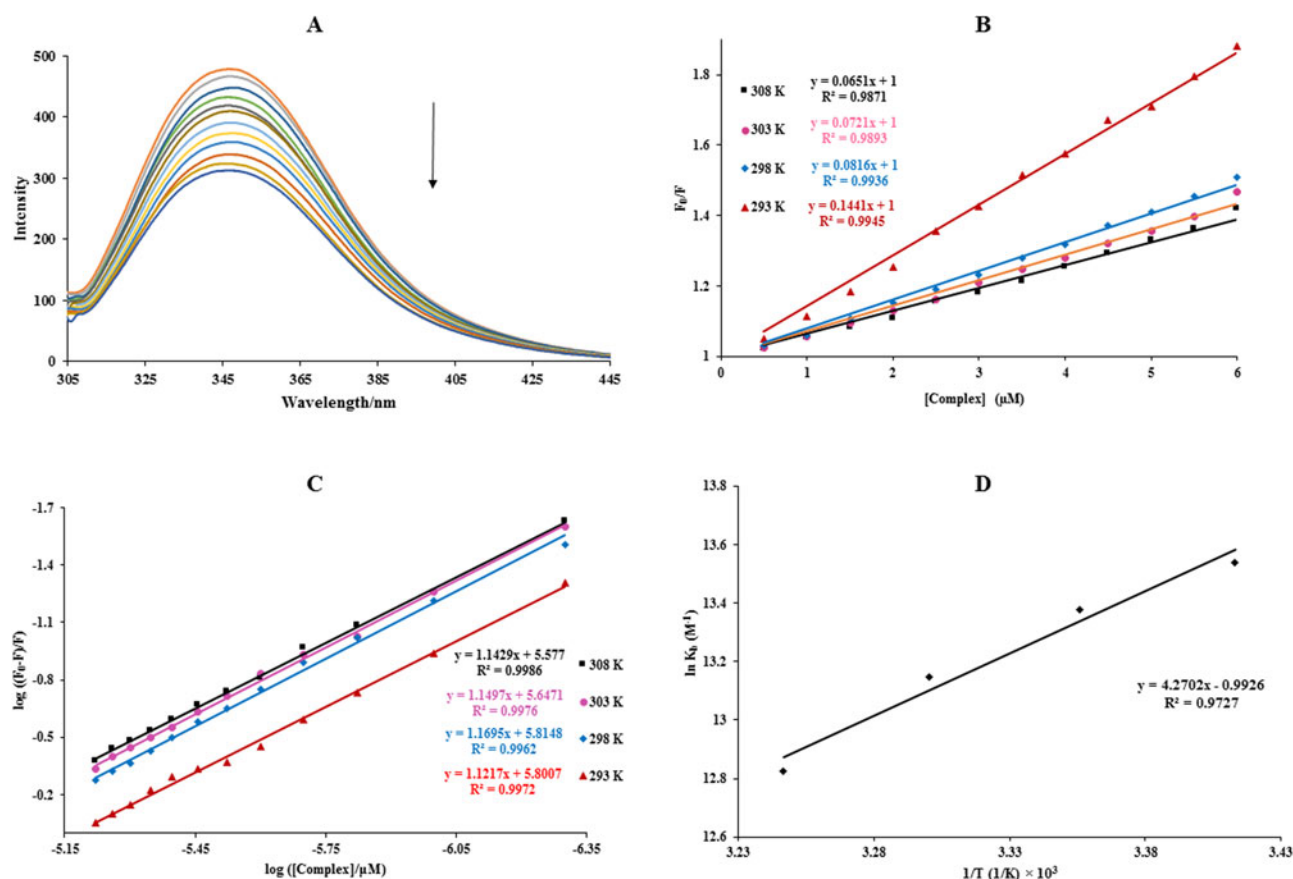 A
500
400
300
200
100
0
Intensity
305 325 345 365 385 405 425 445
Wavelength/nm
B
1.8
1.6
1.4
1.2
1
F₀/F
308 K
y = 0.0651x + 1
R² = 0.9871
303 K
y = 0.0721x + 1
R² = 0.9893
298 K
y = 0.0816x + 1
R² = 0.9936
293 K
y = 0.1441x + 1
R² = 0.9945
0 1 2 3 4 5 6
[Complex] (µM)
C
-1.7
-1.4
-1.1
-0.8
-0.5
-0.2
log ((F₀-F)/F)
y = 1.1429x + 5.577
R² = 0.9986
308 K
y = 1.1497x + 5.6471
R² = 0.9976
303 K
y = 1.1695x + 5.8148
R² = 0.9962
298 K
y = 1.1217x + 5.8007
R² = 0.9972
293 K
-5.15 -5.45 -5.75 -6.05 -6.35
log ([Complex]/µM)
D
13.8
13.6
13.4
13.2
13
12.8
12.6
ln Kb (M⁻¹)
y = 4.2702x - 0.9926
R² = 0.9727
3.23 3.28 3.33 3.38 3.43
1/T (1/K) × 10³